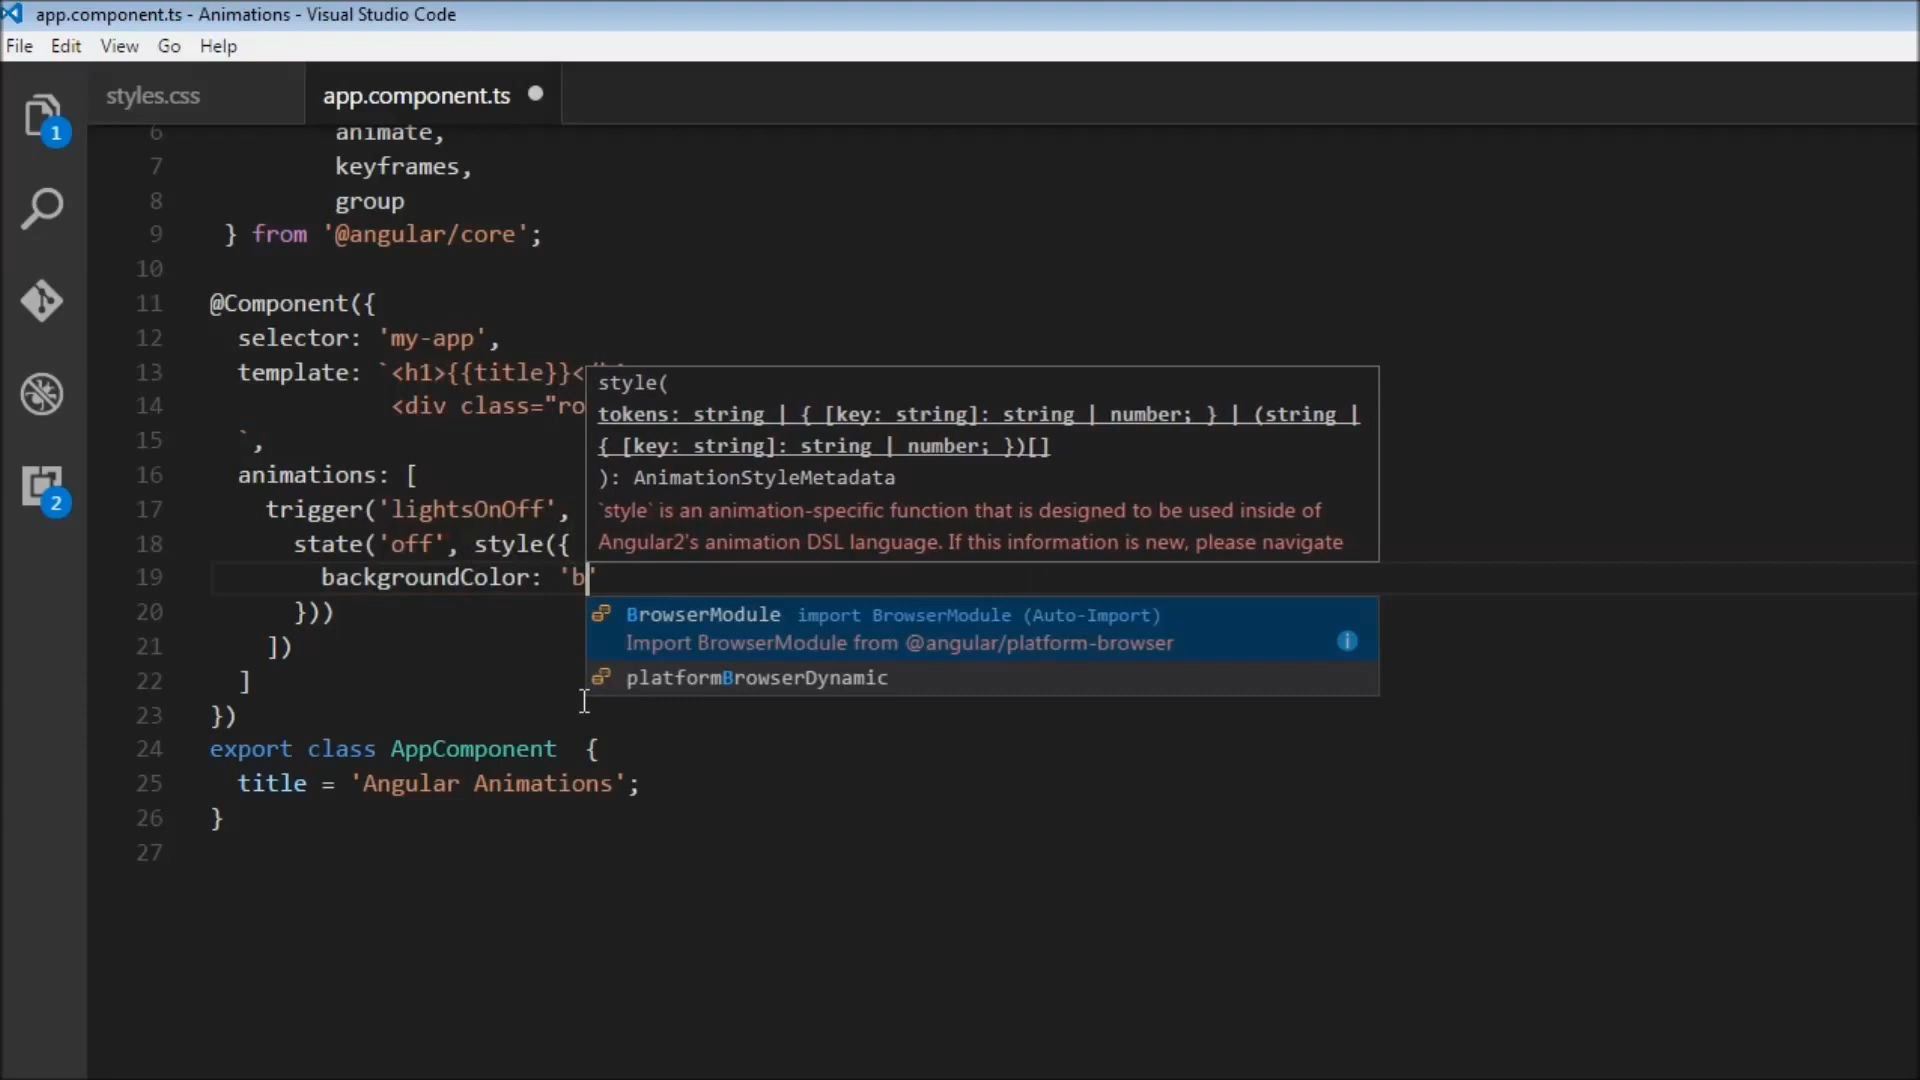 app.component.ts - Animations - Visual Studio Code
File Edit View Go Help
styles.css app.component.ts
1
2
6 animate,
7 keyframes,
8 group
9 } from '@angular/core';
10
11 @Component({
12 selector: 'my-app',
13 template: `<h1>{{title}}<
14 <div class="ro
15 `,
16 animations: [
17 trigger('lightsOnOff',
18 state('off', style({
19 backgroundColor: 'b'
20 }))
21 ])
22 ]
23 })
24 export class AppComponent {
25 title = 'Angular Animations';
26 }
27
style(
tokens: string | { [key: string]: string | number; } | (string |
{ [key: string]: string | number; })[]
): AnimationStyleMetadata
`style` is an animation-specific function that is designed to be used inside of
Angular2's animation DSL language. If this information is new, please navigate
BrowserModule import BrowserModule (Auto-Import)
Import BrowserModule from @angular/platform-browser
platformBrowserDynamic